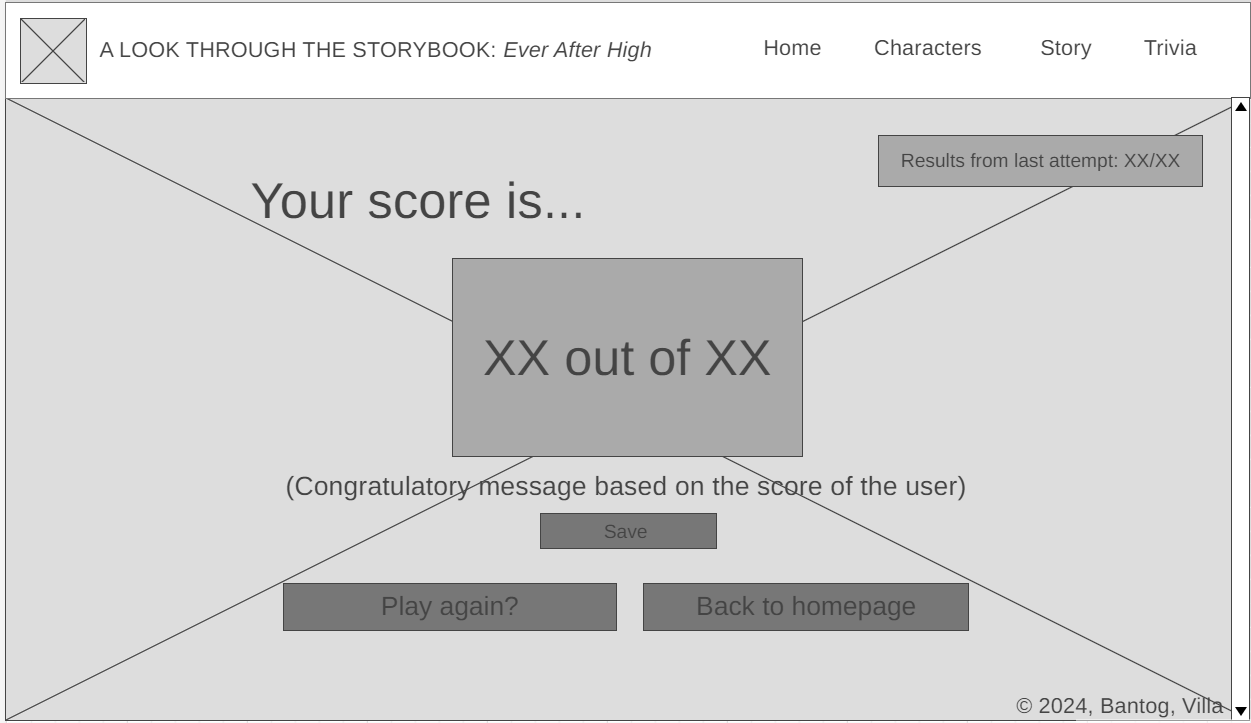 A LOOK THROUGH THE STORYBOOK: Ever After High
Home Characters Story Trivia
Results from last attempt: XX/XX
Your score is...
XX out of XX
(Congratulatory message based on the score of the user)
Save
Play again? Back to homepage
© 2024, Bantog, Villa